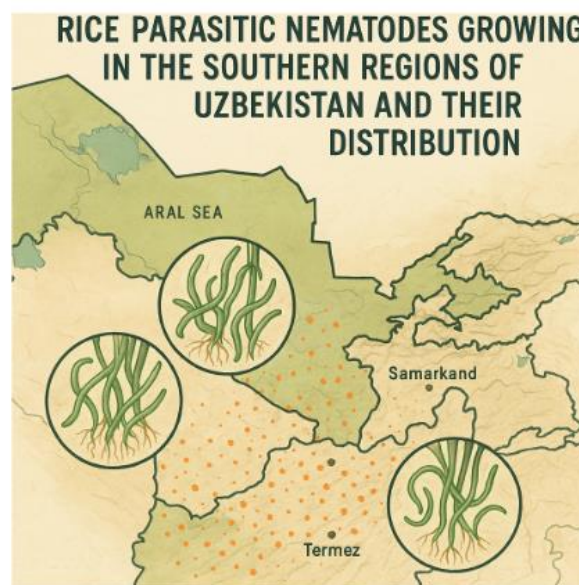 RICE PARASITIC NEMATODES GROWING
IN THE SOUTHERN REGIONS OF
UZBEKISTAN AND THEIR
DISTRIBUTION
ARAL SEA
Samarkand
Termez